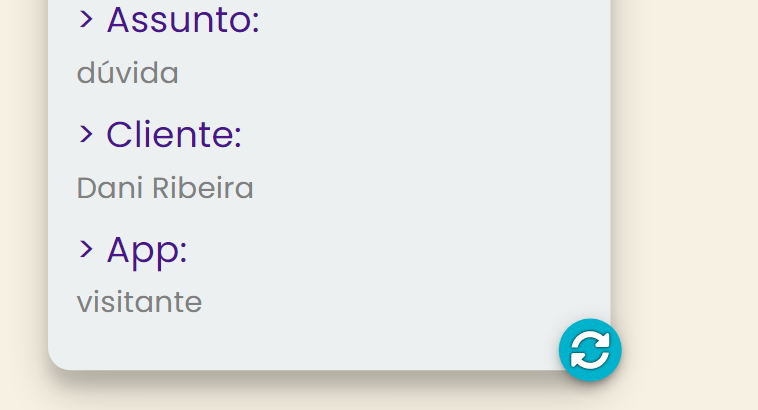 > Assunto:
dúvida
> Cliente:
Dani Ribeira
> App:
visitante